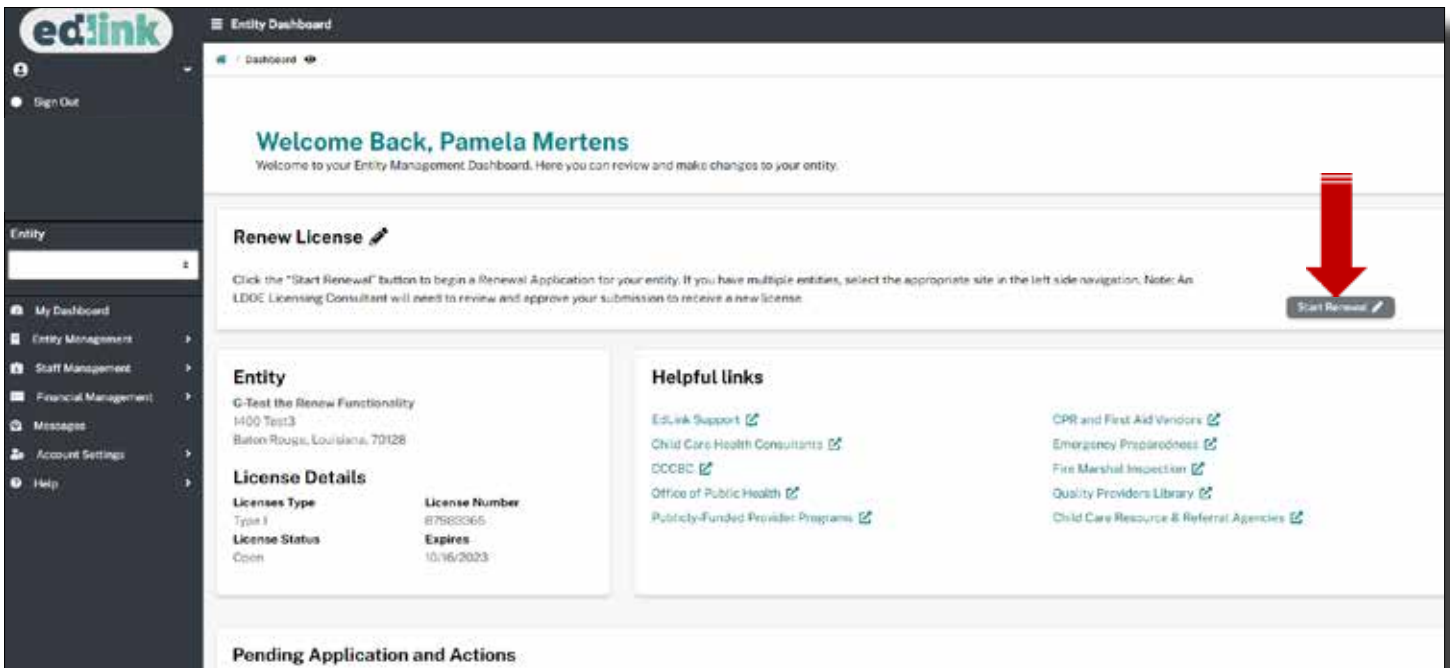 ed:link
Entity Dashboard
/ Dashboard
Sign Out
Welcome Back, Pamela Mertens
Welcome to your Entity Management Dashboard. Here you can review and make changes to your entity.
Entity
Renew License
Click the "Start Renewal" button to begin a Renewal Application for your entity. If you have multiple entities, select the appropriate site in the left side navigation. Note: An
LDOE Licensing Consultant will need to review and approve your submission to receive a new license
Start Renewal
My Dashboard
Entity Management
Staff Management
Financial Management
Messages
Account Settings
Help
Entity
G-Test the Renew Functionality
1400 Test3
Baton Rouge, Louisiana, 70128
License Details
Licenses Type
License Number
Type
87983365
License Status
Expires
Open
10/16/2023
Helpful links
EdLink Support
CPR and First Aid Vendors
Child Care Health Consultants
Emergency Preparedness
CCCBC
Fire Marshal Inspection
Office of Public Health
Quality Providers Library
Publicly-Funded Provider Programs
Child Care Resource & Referral Agencies
Pending Application and Actions